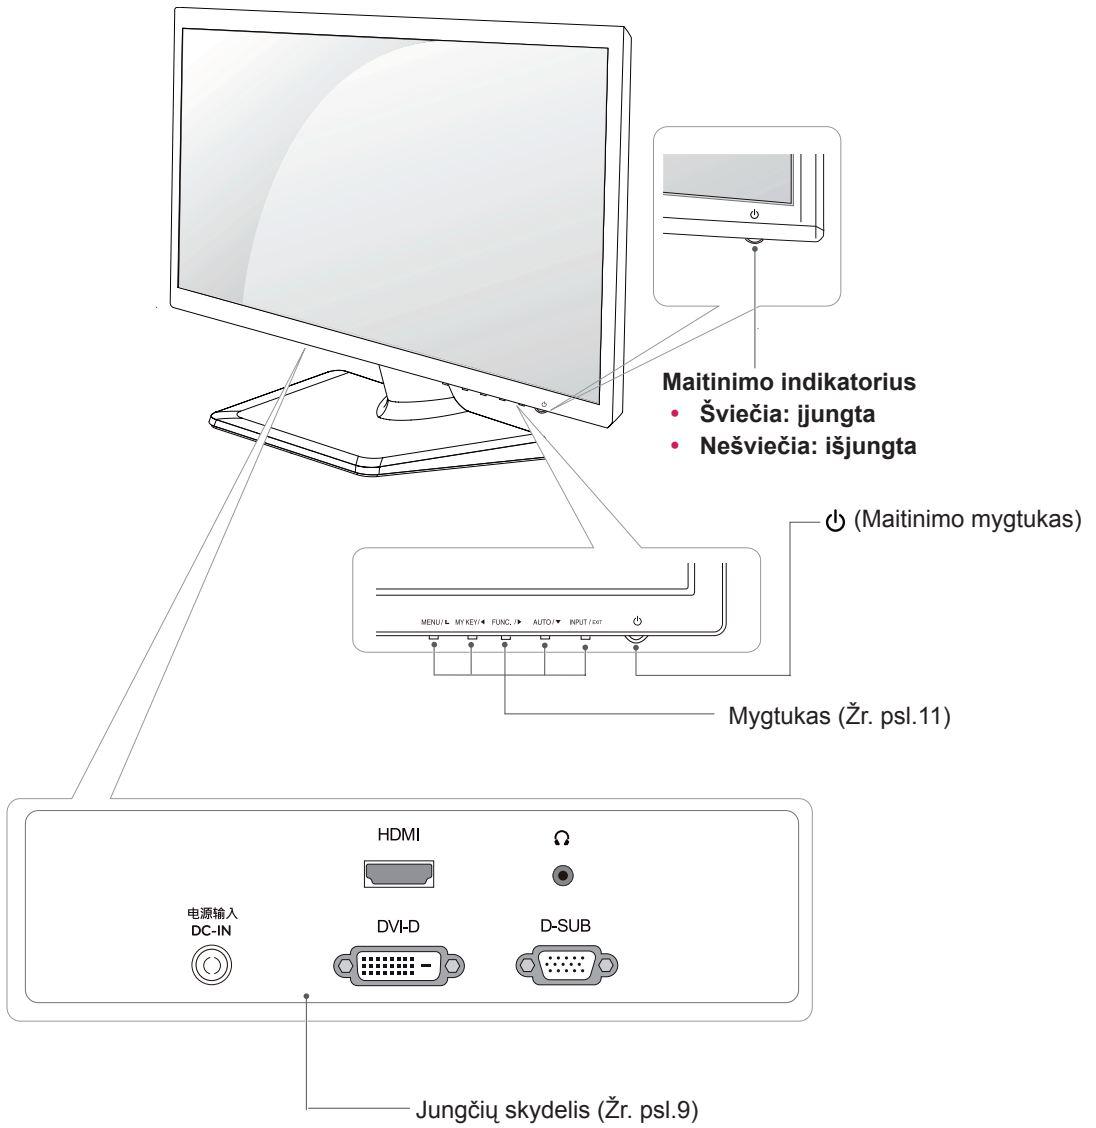 Maitinimo indikatorius
• Šviečia: įjungta
• Nešviečia: išjungta
(Maitinimo mygtukas)
MENU/ MY KEY/◄ FUNC. /► AUTO/▼ INPUT / EXIT
Mygtukas (Žr. psl.11)
HDMI
电源输入
DC-IN
DVI-D
D-SUB
Jungčių skydelis (Žr. psl.9)